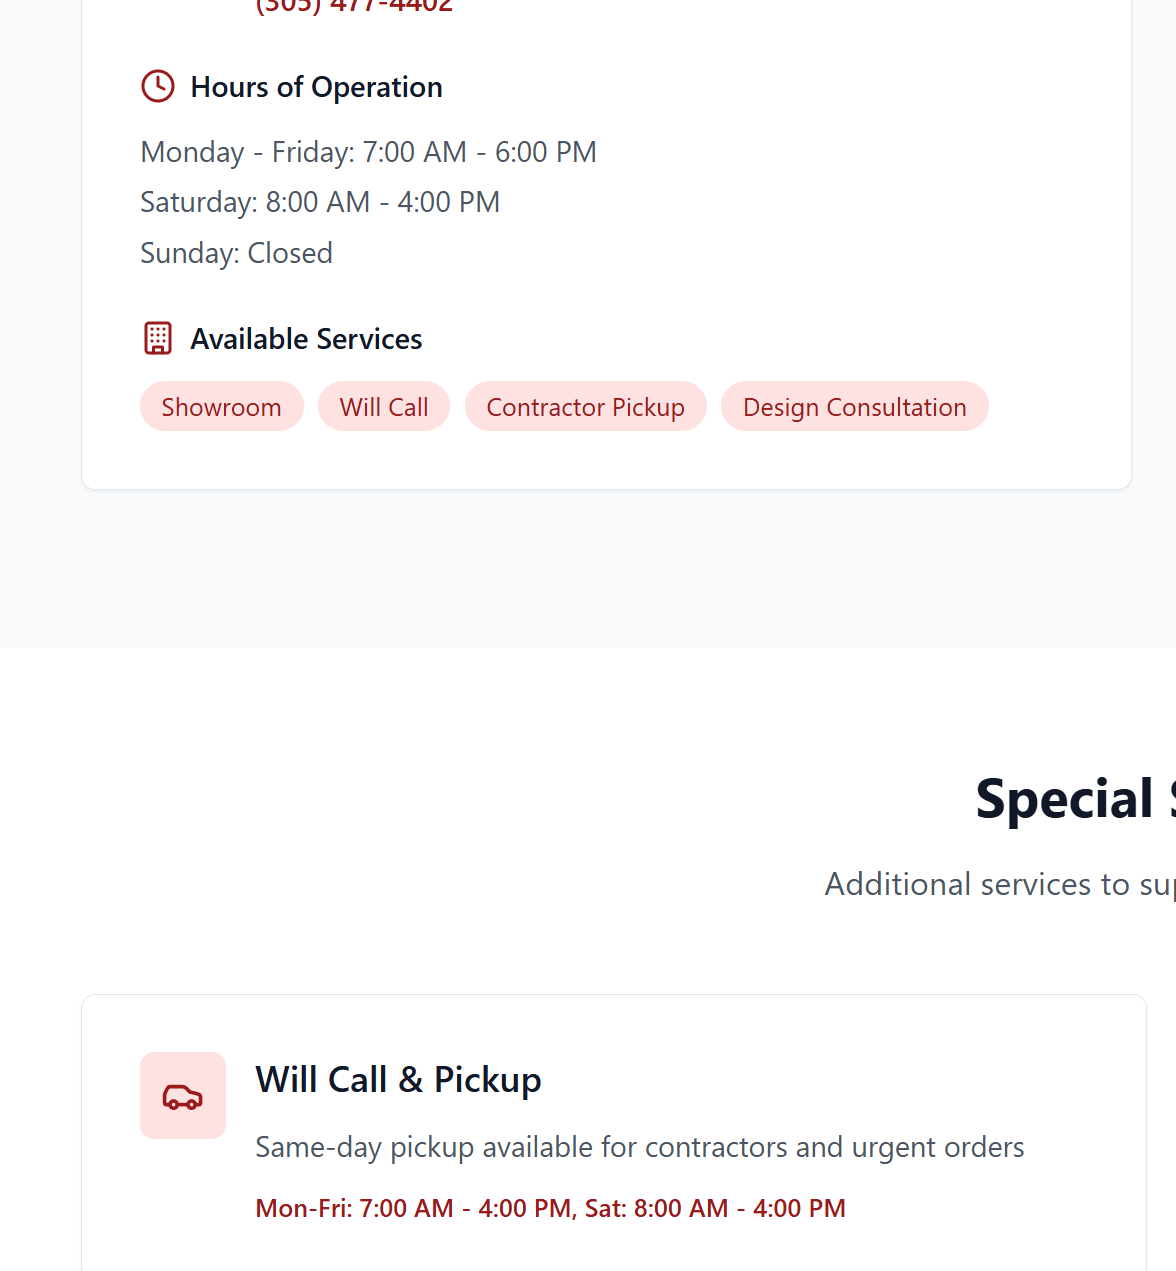 (305) 477-4402
Hours of Operation
Monday - Friday: 7:00 AM - 6:00 PM
Saturday: 8:00 AM - 4:00 PM
Sunday: Closed
Available Services
Showroom Will Call Contractor Pickup Design Consultation
Special
Additional services to
Will Call & Pickup
Same-day pickup available for contractors and urgent orders
Mon-Fri: 7:00 AM - 4:00 PM, Sat: 8:00 AM - 4:00 PM